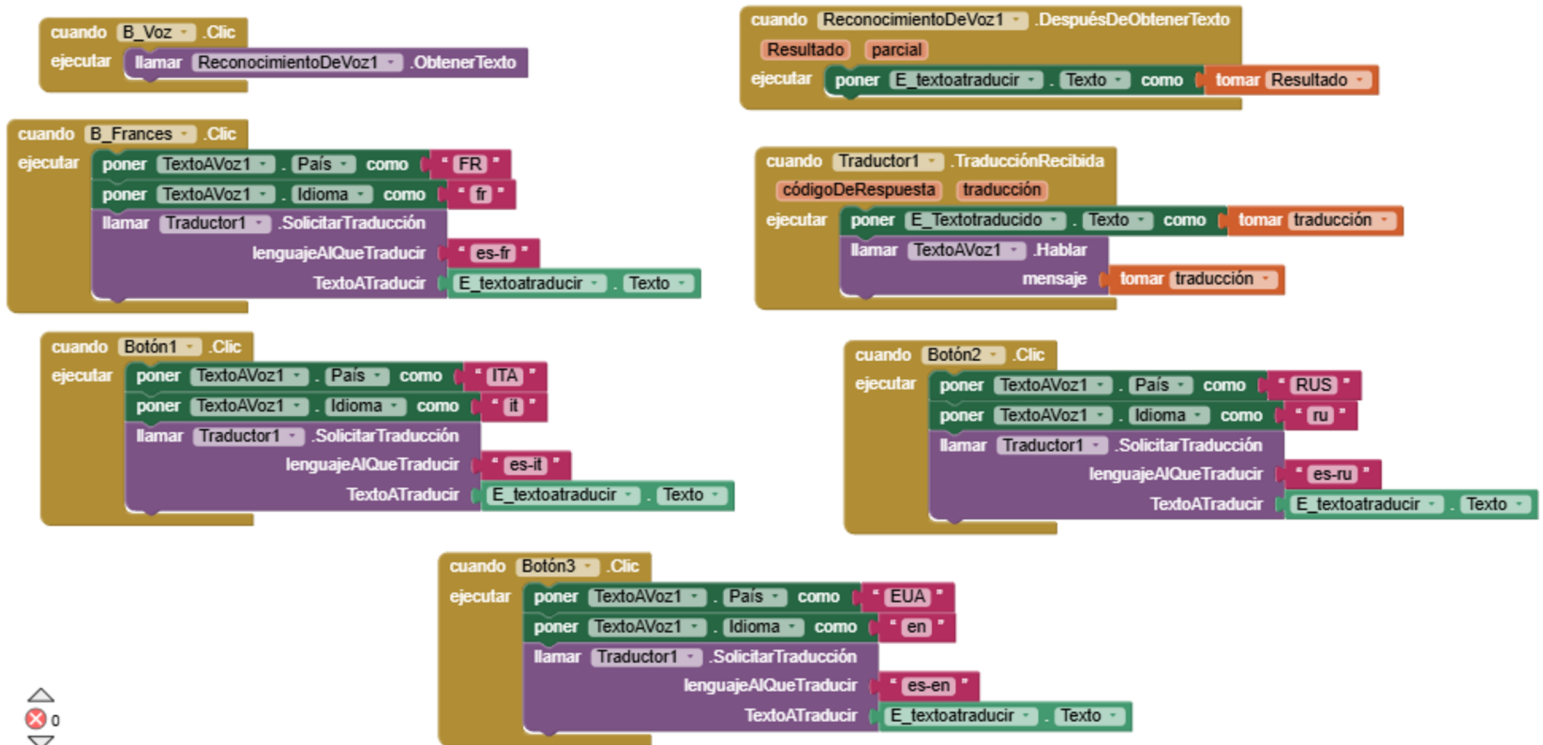 cuando B_Voz .Clic
ejecutar llamar ReconocimientoDeVoz1 .ObtenerTexto
cuando ReconocimientoDeVoz1 .DespuésDeObtenerTexto
Resultado parcial
ejecutar poner E_textoatraducir . Texto como tomar Resultado
cuando B_Frances .Clic
ejecutar poner TextoAVoz1 . País como " FR "
poner TextoAVoz1 . Idioma como " fr "
llamar Traductor1 .SolicitarTraducción
lenguajeAlQueTraducir " es-fr "
TextoATraducir E_textoatraducir . Texto
cuando Traductor1 .TraducciónRecibida
códigoDeRespuesta traducción
ejecutar poner E_Textotraducido . Texto como tomar traducción
llamar TextoAVoz1 .Hablar
mensaje tomar traducción
cuando Botón1 .Clic
ejecutar poner TextoAVoz1 . País como " ITA "
poner TextoAVoz1 . Idioma como " it "
llamar Traductor1 .SolicitarTraducción
lenguajeAlQueTraducir " es-it "
TextoATraducir E_textoatraducir . Texto
cuando Botón2 .Clic
ejecutar poner TextoAVoz1 . País como " RUS "
poner TextoAVoz1 . Idioma como " ru "
llamar Traductor1 .SolicitarTraducción
lenguajeAlQueTraducir " es-ru "
TextoATraducir E_textoatraducir . Texto
cuando Botón3 .Clic
ejecutar poner TextoAVoz1 . País como " EUA "
poner TextoAVoz1 . Idioma como " en "
llamar Traductor1 .SolicitarTraducción
lenguajeAlQueTraducir " es-en "
TextoATraducir E_textoatraducir . Texto
0